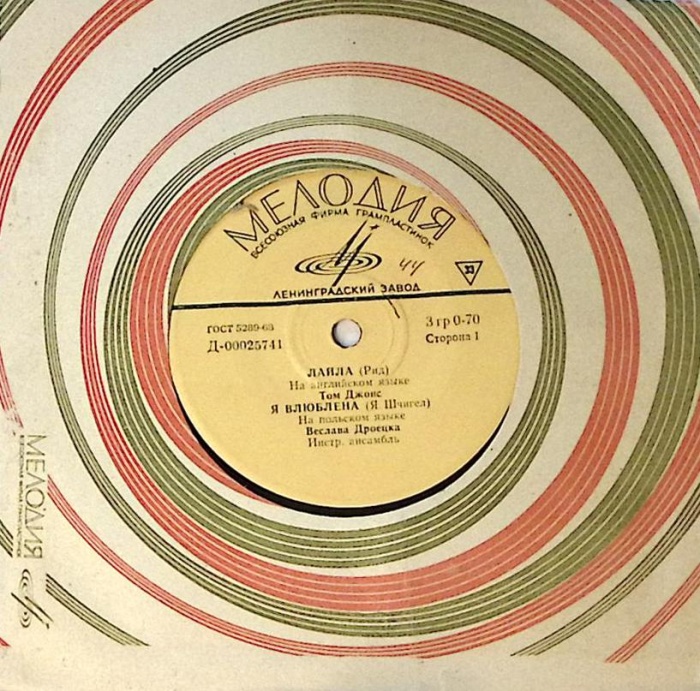 МЕЛОДИЯ
ВСЕСОЮЗНАЯ ФИРМА ГРАМПЛАСТИНОК
44
33
ЛЕНИНГРАДСКИЙ ЗАВОД
ГОСТ 5289-68
Д-00025741
3 гр 0-70
Сторона 1
ЛАЙЛА (Рид)
На английском языке
Том Джонс
Я ВЛЮБЛЕНА (Я Шчигел)
На польском языке
Веслава Дроецка
Инстр. ансамбль
МЕЛОДИЯ
ВСЕСОЮЗНАЯ ФИРМА ГРАМПЛАСТИНОК